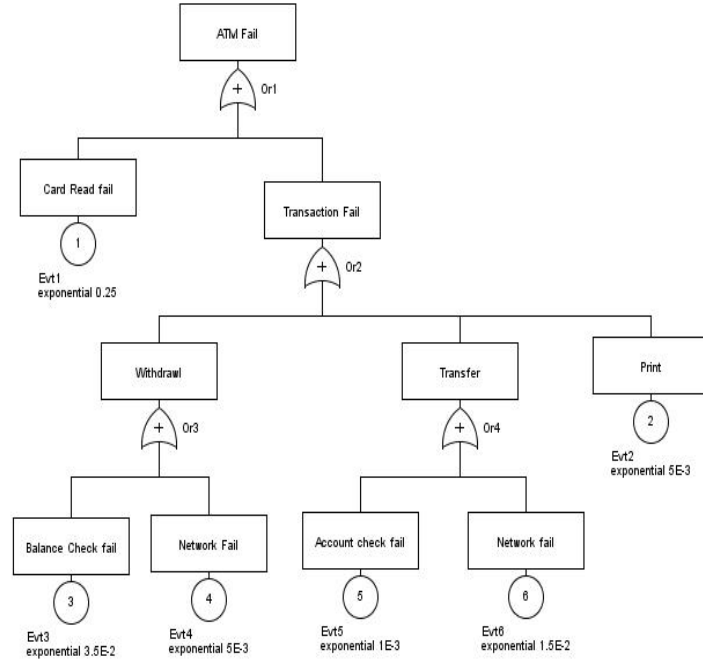 ATM Fail
+
Or1
Card Read fail
Transaction Fail
1
Evt1
exponential 0.25
+
Or2
Withdrawl
Transfer
Print
+
Or3
+
Or4
2
Evt2
exponential 5E-3
Balance Check fail
Network Fail
Account check fail
Network fail
3
4
5
6
Evt3
exponential 3.5E-2
Evt4
exponential 5E-3
Evt5
exponential 1E-3
Evt6
exponential 1.5E-2